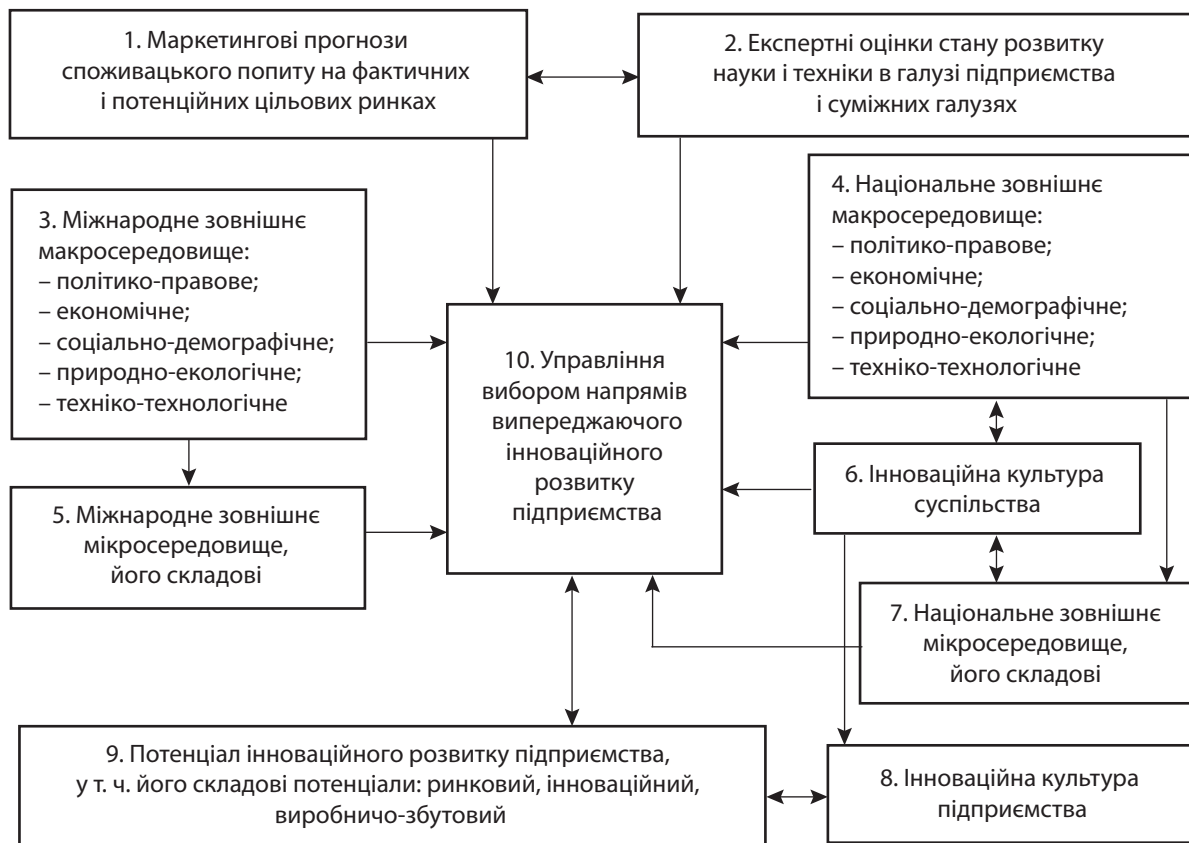 1. Маркетингові прогнози
споживацького попиту на фактичних
і потенційних цільових ринках
2. Експертні оцінки стану розвитку
науки і техніки в галузі підприємства
і суміжних галузях
3. Міжнародне зовнішнє
макросередовище:
– політико-правове;
– економічне;
– соціально-демографічне;
– природно-екологічне;
– техніко-технологічне
4. Національне зовнішнє
макросередовище:
– політико-правове;
– економічне;
– соціально-демографічне;
– природно-екологічне;
– техніко-технологічне
10. Управління
вибором напрямів
випереджаючого
інноваційного
розвитку
підприємства
5. Міжнародне зовнішнє
мікросередовище,
його складові
6. Інноваційна культура
суспільства
7. Національне зовнішнє
мікросередовище,
його складові
9. Потенціал інноваційного розвитку підприємства,
у т. ч. його складові потенціали: ринковий, інноваційний,
виробничо-збутовий
8. Інноваційна культура
підприємства